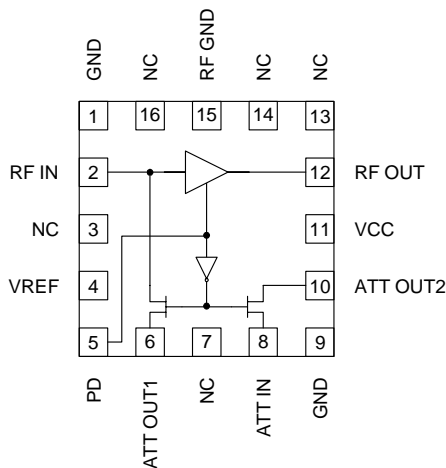 GND
NC
RF GND
NC
NC
1
16
15
14
13
RF IN
2
12
RF OUT
NC
3
11
VCC
VREF
4
10
ATT OUT2
5
6
7
8
9
PD
ATT OUT1
NC
ATT IN
GND